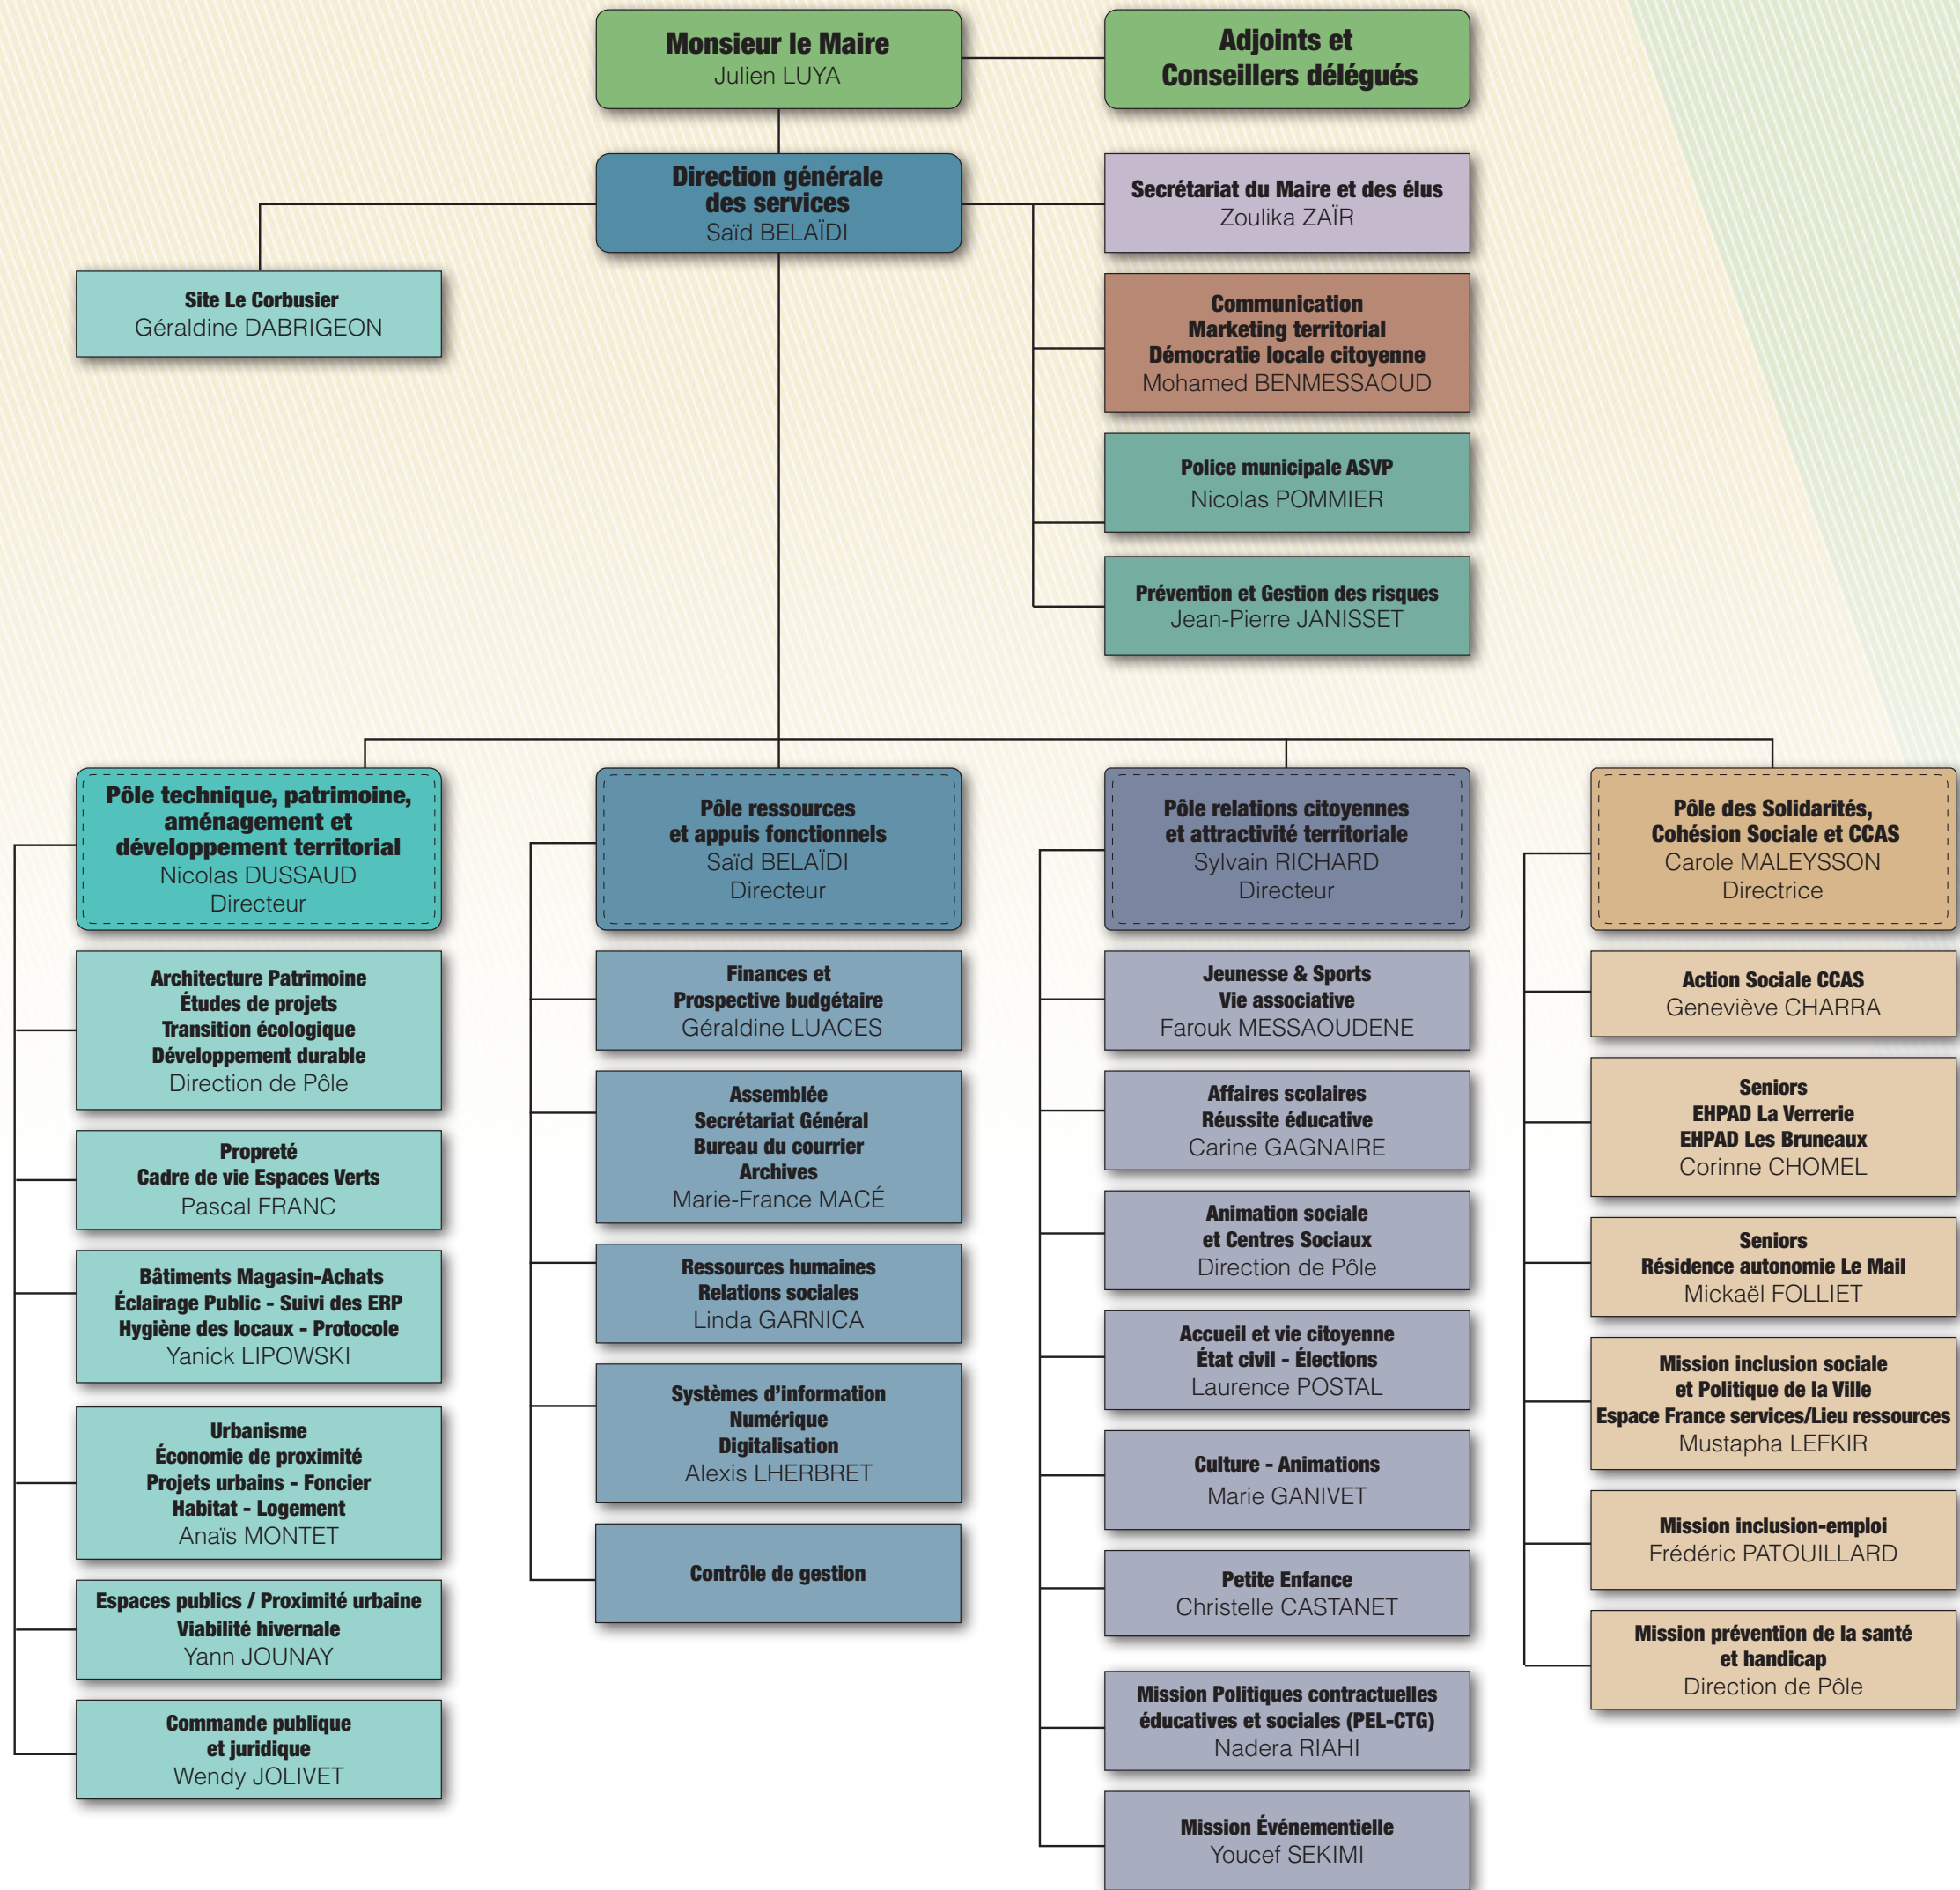 Monsieur le Maire
Julien LUYA
Adjoints et
Conseillers délégués
Direction générale
des services
Saïd BELAÏDI
Secrétariat du Maire et des élus
Zoulika ZAÏR
Site Le Corbusier
Géraldine DABRIGEON
Communication
Marketing territorial
Démocratie locale citoyenne
Mohamed BENMESSAOUD
Police municipale ASVP
Nicolas POMMIER
Prévention et Gestion des risques
Jean-Pierre JANISSET
Pôle technique, patrimoine,
aménagement et
développement territorial
Nicolas DUSSAUD
Directeur
Architecture Patrimoine
Études de projets
Transition écologique
Développement durable
Direction de Pôle
Propreté
Cadre de vie Espaces Verts
Pascal FRANC
Bâtiments Magasin-Achats
Éclairage Public - Suivi des ERP
Hygiène des locaux - Protocole
Yanick LIPOWSKI
Urbanisme
Économie de proximité
Projets urbains - Foncier
Habitat - Logement
Anaïs MONTET
Espaces publics / Proximité urbaine
Viabilité hivernale
Yann JOUNAY
Commande publique
et juridique
Wendy JOLIVET
Pôle ressources
et appuis fonctionnels
Saïd BELAÏDI
Directeur
Finances et
Prospective budgétaire
Géraldine LUACES
Assemblée
Secrétariat Général
Bureau du courrier
Archives
Marie-France MACÉ
Ressources humaines
Relations sociales
Linda GARNICA
Systèmes d’information
Numérique
Digitalisation
Alexis LHERBRET
Contrôle de gestion
Pôle relations citoyennes
et attractivité territoriale
Sylvain RICHARD
Directeur
Jeunesse & Sports
Vie associative
Farouk MESSAOUDENE
Affaires scolaires
Réussite éducative
Carine GAGNAIRE
Animation sociale
et Centres Sociaux
Direction de Pôle
Accueil et vie citoyenne
État civil - Élections
Laurence POSTAL
Culture - Animations
Marie GANIVET
Petite Enfance
Christelle CASTANET
Mission Politiques contractuelles
éducatives et sociales (PEL-CTG)
Nadera RIAHI
Mission Événementielle
Youcef SEKIMI
Pôle des Solidarités,
Cohésion Sociale et CCAS
Carole MALEYSSON
Directrice
Action Sociale CCAS
Geneviève CHARRA
Seniors
EHPAD La Verrerie
EHPAD Les Bruneaux
Corinne CHOMEL
Seniors
Résidence autonomie Le Mail
Mickaël FOLLIET
Mission inclusion sociale
et Politique de la Ville
Espace France services/Lieu ressources
Mustapha LEFKIR
Mission inclusion-emploi
Frédéric PATOUILLARD
Mission prévention de la santé
et handicap
Direction de Pôle